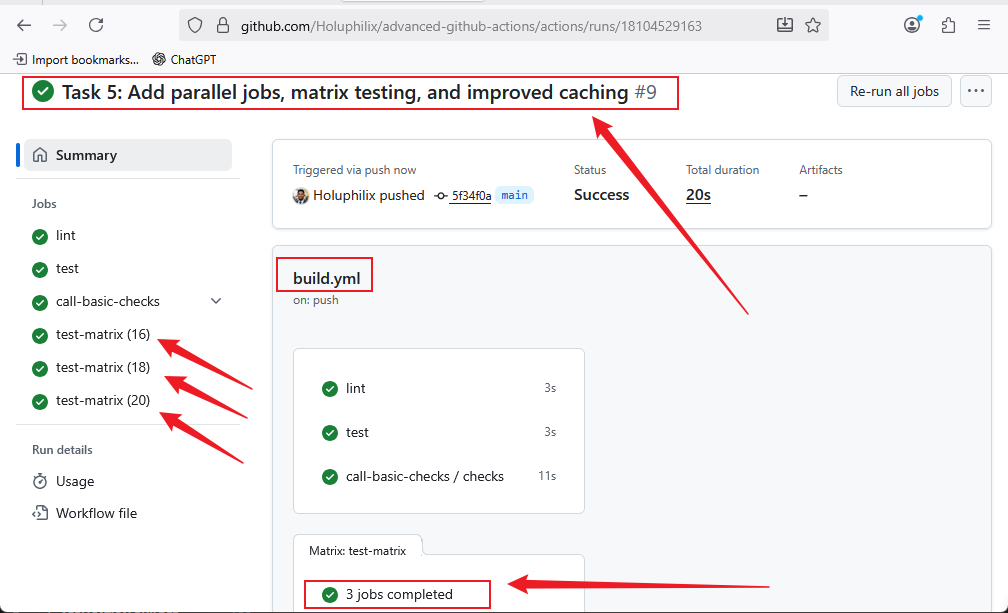 github.com/Holuphilix/advanced-github-actions/actions/runs/18104529163
Import bookmarks... ChatGPT
Task 5: Add parallel jobs, matrix testing, and improved caching #9
Re-run all jobs
Summary
Jobs
lint
test
call-basic-checks
test-matrix (16)
test-matrix (18)
test-matrix (20)
Run details
Usage
Workflow file
Triggered via push now
Holuphilix pushed 5f34f0a main
Status
Success
Total duration
20s
Artifacts
–
build.yml
on: push
lint 3s
test 3s
call-basic-checks / checks 11s
Matrix: test-matrix
3 jobs completed